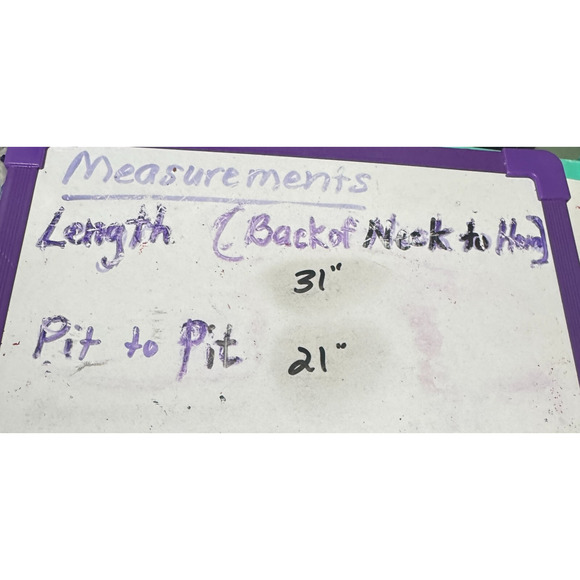 Measurements
Length (Back of Neck to Hem)
31"
Pit to Pit 21"